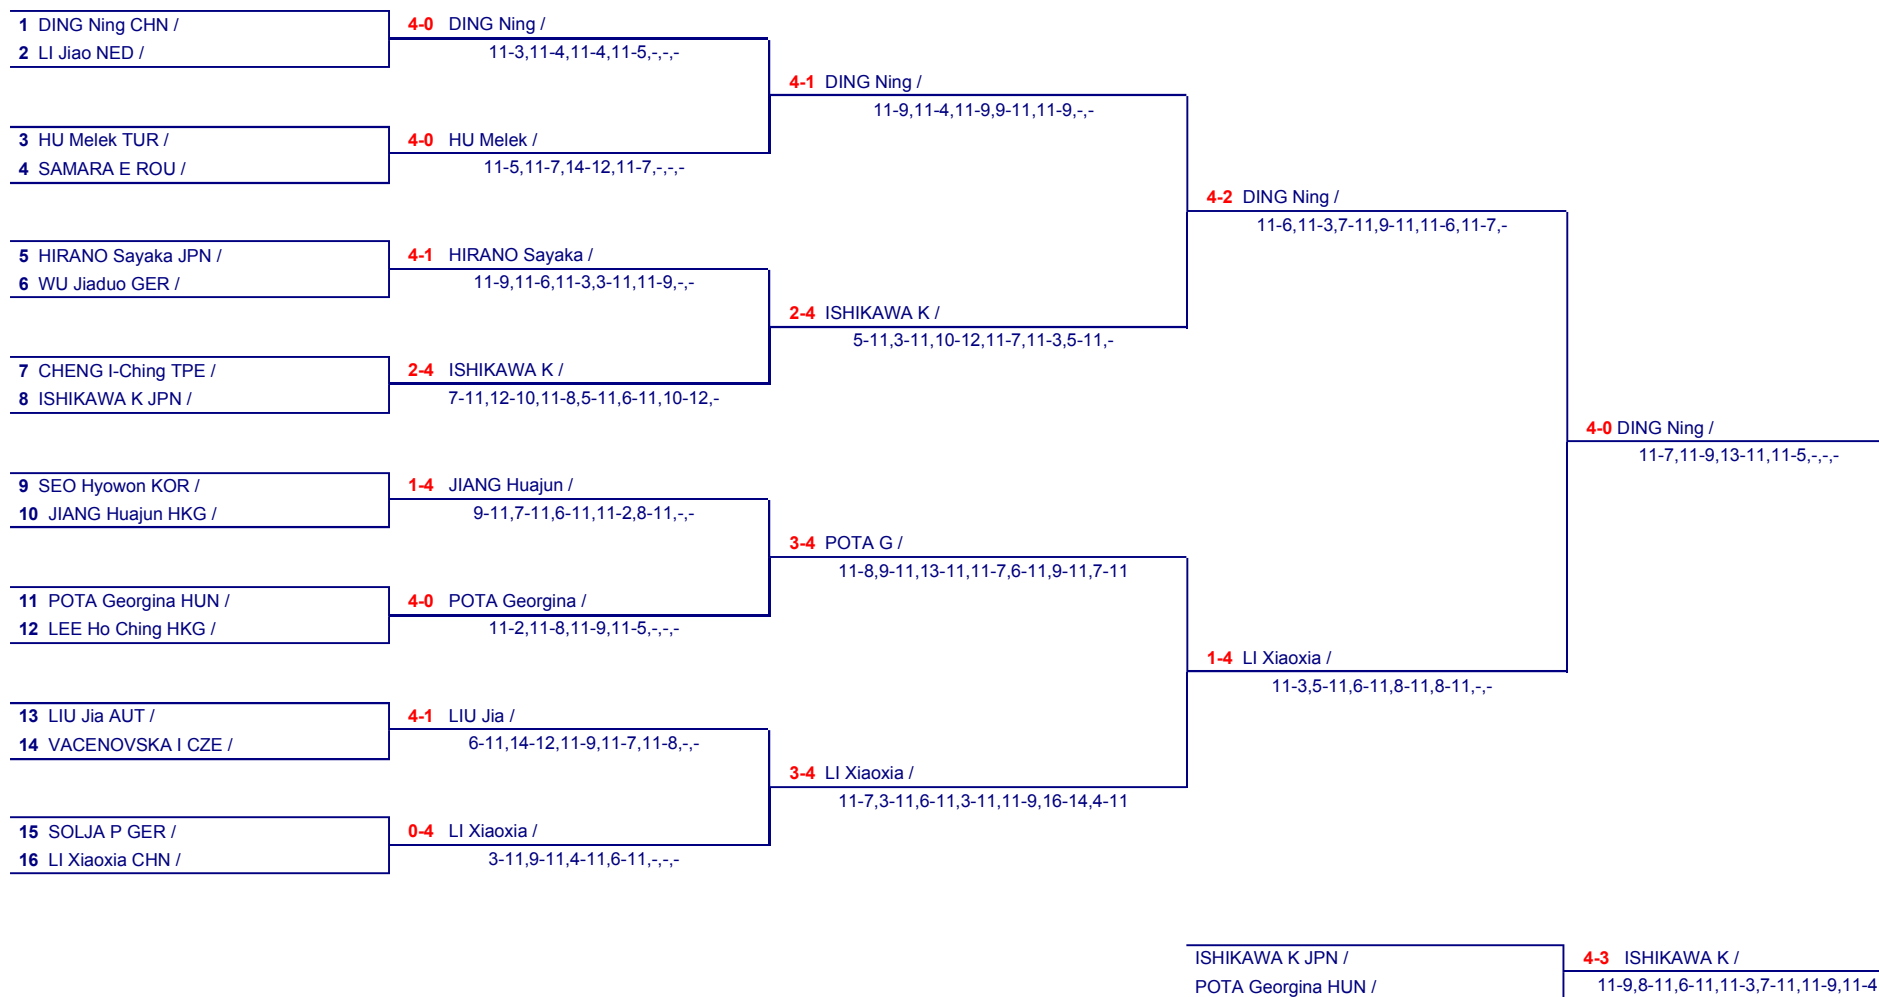 1 DING Ning CHN /
2 LI Jiao NED /
4-0 DING Ning /
11-3,11-4,11-4,11-5,-,-,-
4-1 DING Ning /
11-9,11-4,11-9,9-11,11-9,-,-
3 HU Melek TUR /
4 SAMARA E ROU /
4-0 HU Melek /
11-5,11-7,14-12,11-7,-,-,-
4-2 DING Ning /
11-6,11-3,7-11,9-11,11-6,11-7,-
5 HIRANO Sayaka JPN /
6 WU Jiaduo GER /
4-1 HIRANO Sayaka /
11-9,11-6,11-3,3-11,11-9,-,-
2-4 ISHIKAWA K /
5-11,3-11,10-12,11-7,11-3,5-11,-
7 CHENG I-Ching TPE /
8 ISHIKAWA K JPN /
2-4 ISHIKAWA K /
7-11,12-10,11-8,5-11,6-11,10-12,-
4-0 DING Ning /
11-7,11-9,13-11,11-5,-,-,-
9 SEO Hyowon KOR /
10 JIANG Huajun HKG /
1-4 JIANG Huajun /
9-11,7-11,6-11,11-2,8-11,-,-
3-4 POTA G /
11-8,9-11,13-11,11-7,6-11,9-11,7-11
11 POTA Georgina HUN /
12 LEE Ho Ching HKG /
4-0 POTA Georgina /
11-2,11-8,11-9,11-5,-,-,-
1-4 LI Xiaoxia /
11-3,5-11,6-11,8-11,8-11,-,-
13 LIU Jia AUT /
14 VACENOVSKA I CZE /
4-1 LIU Jia /
6-11,14-12,11-9,11-7,11-8,-,-
3-4 LI Xiaoxia /
11-7,3-11,6-11,3-11,11-9,16-14,4-11
15 SOLJA P GER /
16 LI Xiaoxia CHN /
0-4 LI Xiaoxia /
3-11,9-11,4-11,6-11,-,-,-
ISHIKAWA K JPN /
POTA Georgina HUN /
4-3 ISHIKAWA K /
11-9,8-11,6-11,11-3,7-11,11-9,11-4